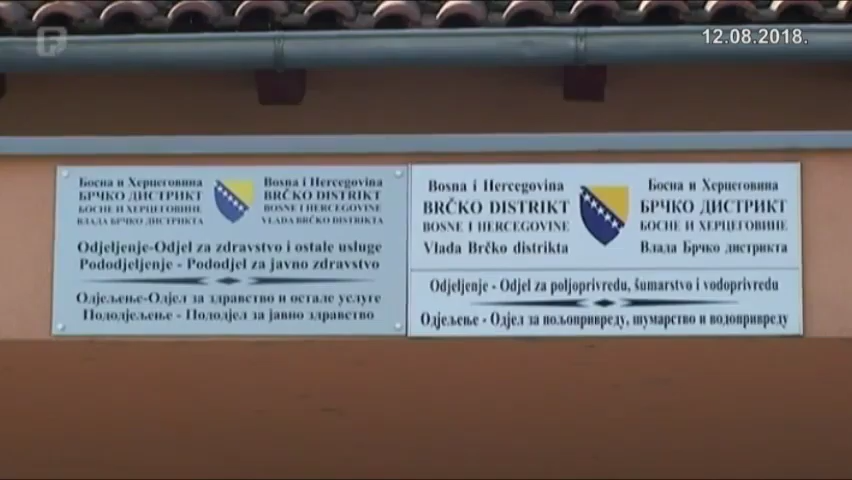 12.08.2018.
Босна и Херцеговина
БРЧКО ДИСТРИКТ
БОСНЕ И ХЕРЦЕГОВИНЕ
ВЛАДА БРЧКО ДИСТРИКТА
Bosna i Hercegovina
BRČKO DISTRIKT
BOSNE I HERCEGOVINE
VLADA BRČKO DISTRIKTA
Odjeljenje-Odjel za zdravstvo i ostale usluge
Pododjeljenje - Pododjel za javno zdravstvo
Одјељење-Одјел за здравство и остале услуге
Пододјељење - Пододјел за јавно здравство
Bosna i Hercegovina
BRČKO DISTRIKT
BOSNE I HERCEGOVINE
Vlada Brčko distrikta
Босна и Херцеговина
БРЧКО ДИСТРИКТ
БОСНЕ И ХЕРЦЕГОВИНЕ
Влада Брчко дистрикта
Odjeljenje - Odjel za poljoprivredu, šumarstvo i vodoprivredu
Одјељење - Одјел за пољопривреду, шумарство и водопривреду